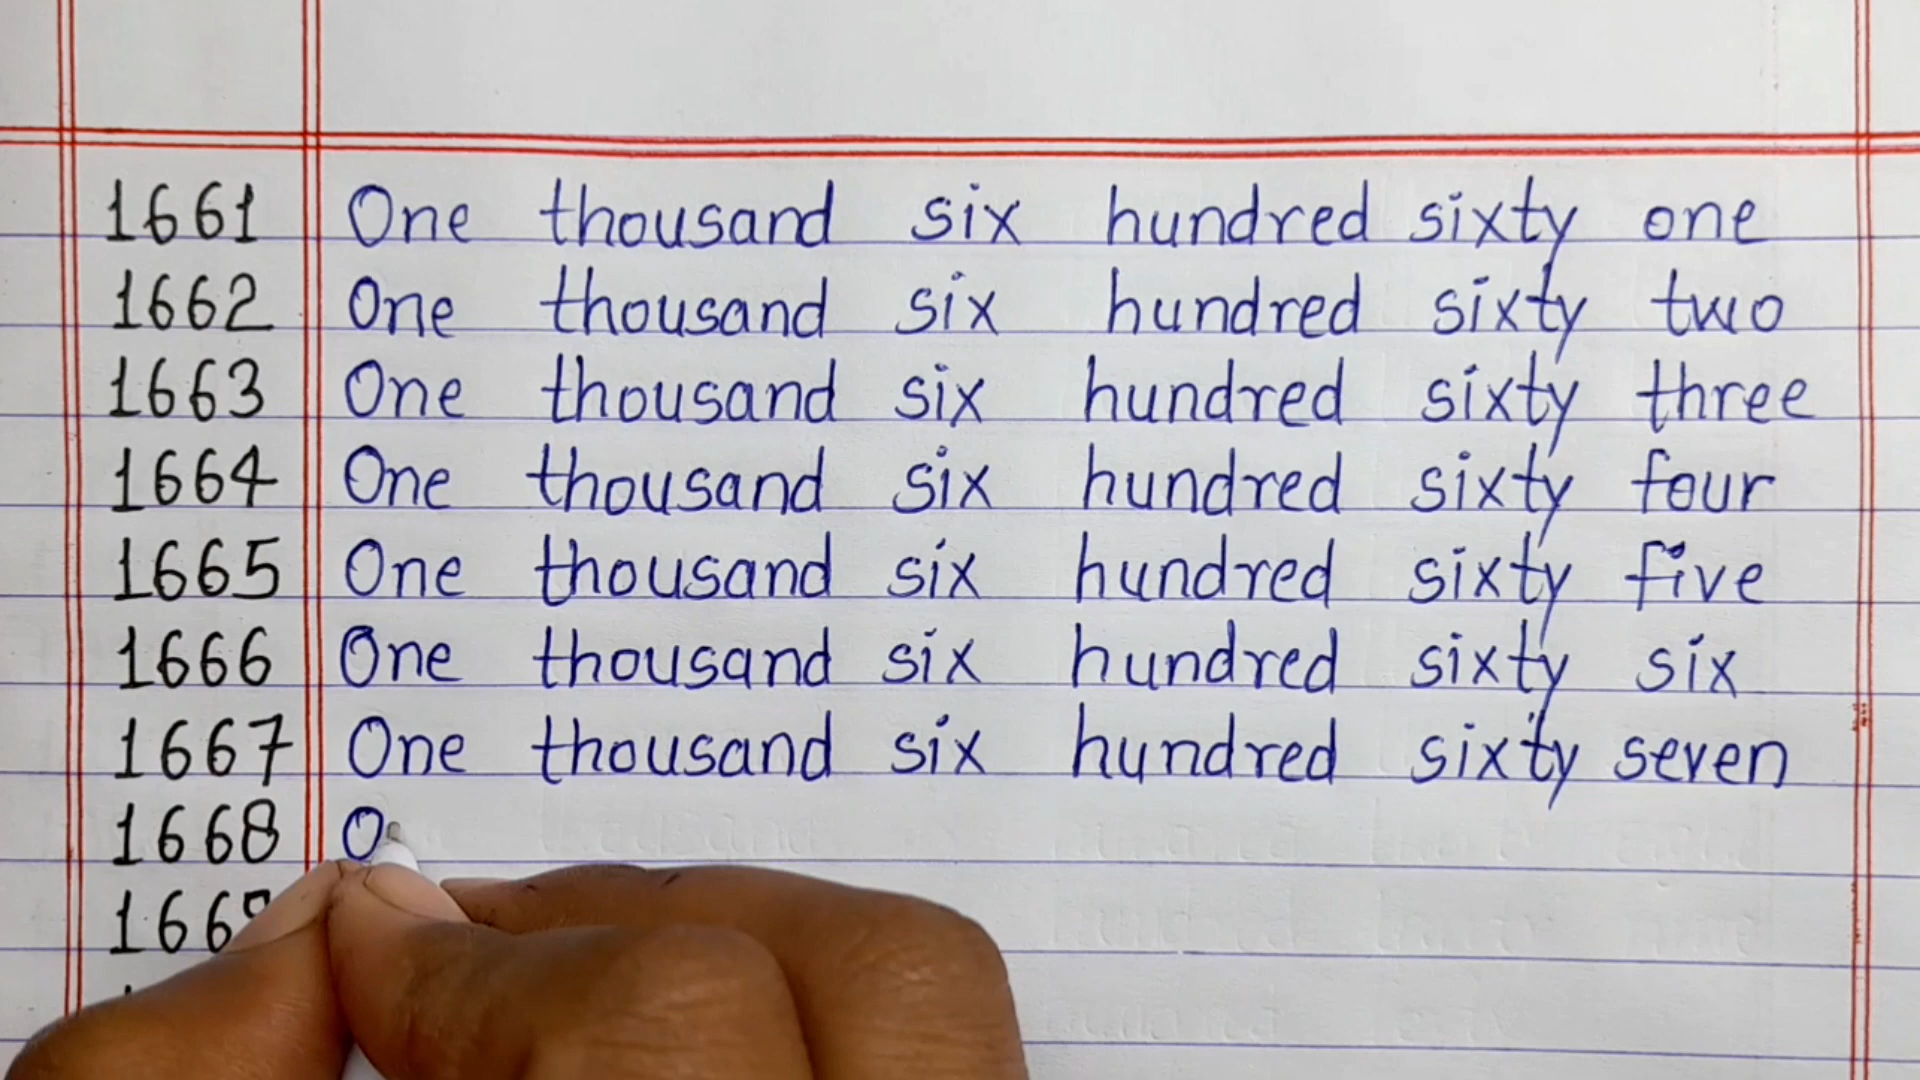 1661 One thousand six hundred sixty one
1662 One thousand six hundred sixty two
1663 One thousand six hundred sixty three
1664 One thousand six hundred sixty four
1665 One thousand six hundred sixty five
1666 One thousand six hundred sixty six
1667 One thousand six hundred sixty seven
1668 O
1669